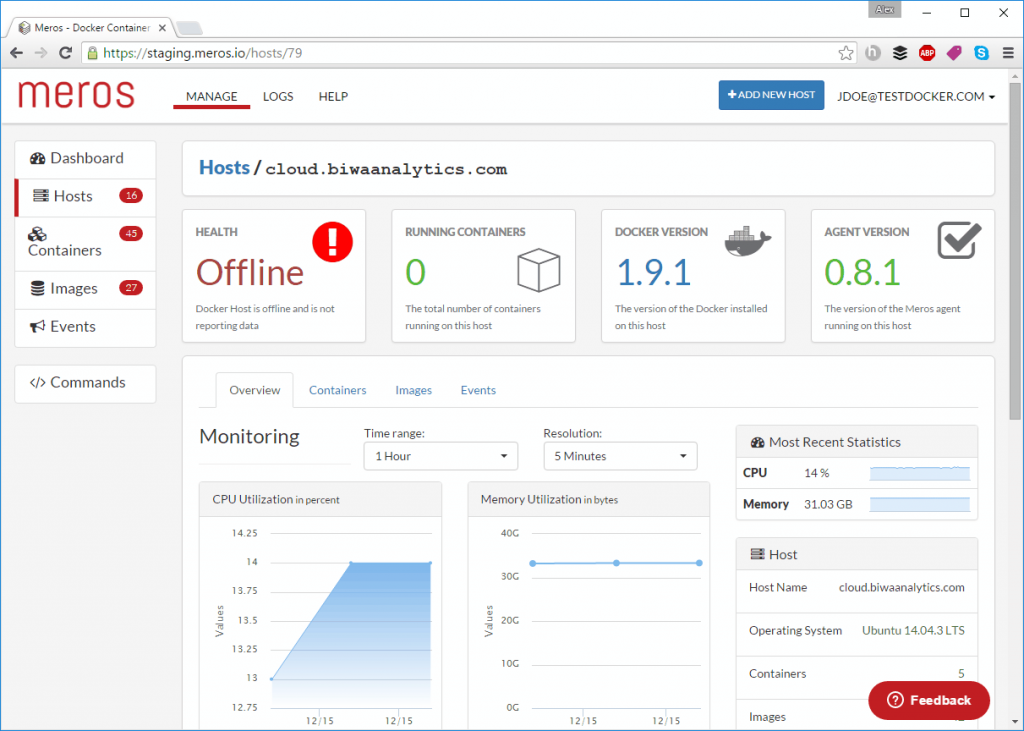 Alex
Meros - Docker Container
https://staging.meros.io/hosts/79
ABP
meros
MANAGE
LOGS
HELP
+ ADD NEW HOST
JDOE@TESTDOCKER.COM
Dashboard
Hosts 16
Containers 45
Images 27
Events
</> Commands
Hosts / cloud.biwaanalytics.com
HEALTH
Offline
Docker Host is offline and is not
reporting data
RUNNING CONTAINERS
0
The total number of containers
running on this host
DOCKER VERSION
1.9.1
The version of the Docker installed
on this host
AGENT VERSION
0.8.1
The version of the Meros agent
running on this host
Overview
Containers
Images
Events
Monitoring
Time range:
1 Hour
Resolution:
5 Minutes
CPU Utilization in percent
14.25
14
13.75
13.5
13.25
13
12.75
Values
12/15
12/15
Memory Utilization in bytes
40G
30G
20G
10G
0G
Values
12/15
12/15
Most Recent Statistics
CPU 14 %
Memory 31.03 GB
Host
Host Name cloud.biwaanalytics.com
Operating System Ubuntu 14.04.3 LTS
Containers 5
Images
Feedback